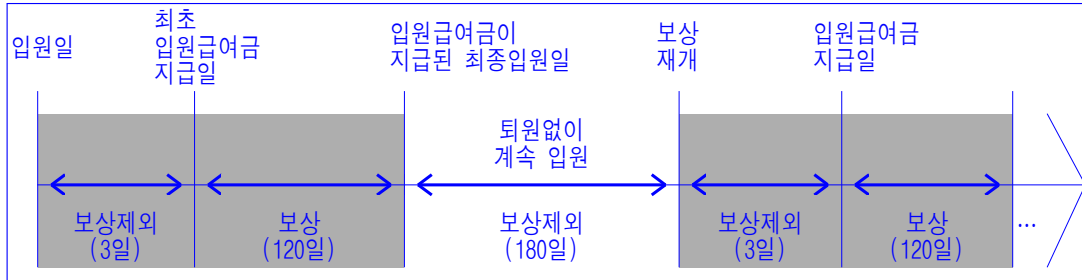 입원일
최초
입원급여금
지급일
입원급여금이
지급된 최종입원일
보상
재개
입원급여금
지급일
퇴원없이
계속 입원
보상제외
(3일)
보상
(120일)
보상제외
(180일)
보상제외
(3일)
보상
(120일)
...